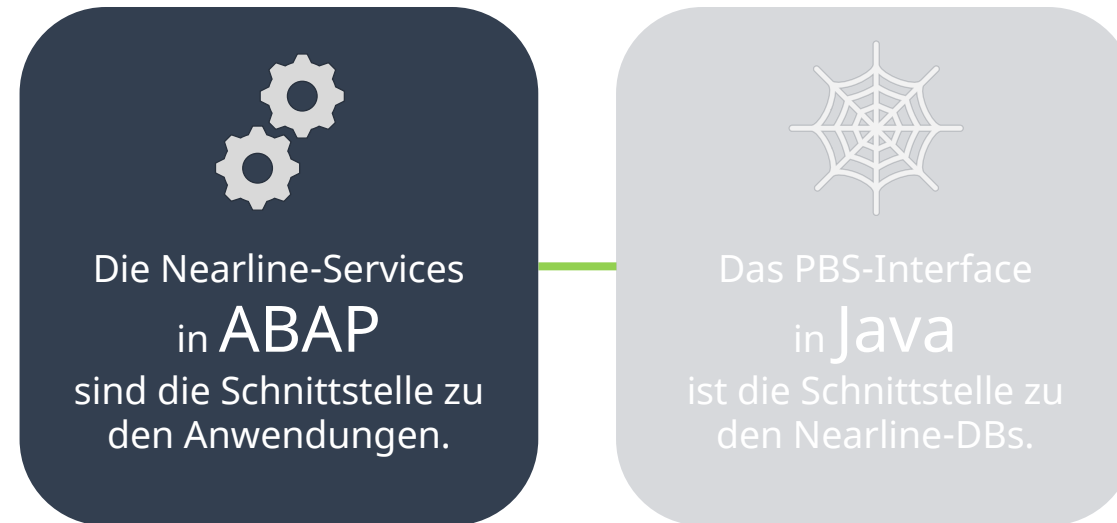 Die Nearline-Services
in ABAP
sind die Schnittstelle zu
den Anwendungen.
Das PBS-Interface
in Java
ist die Schnittstelle zu
den Nearline-DBs.